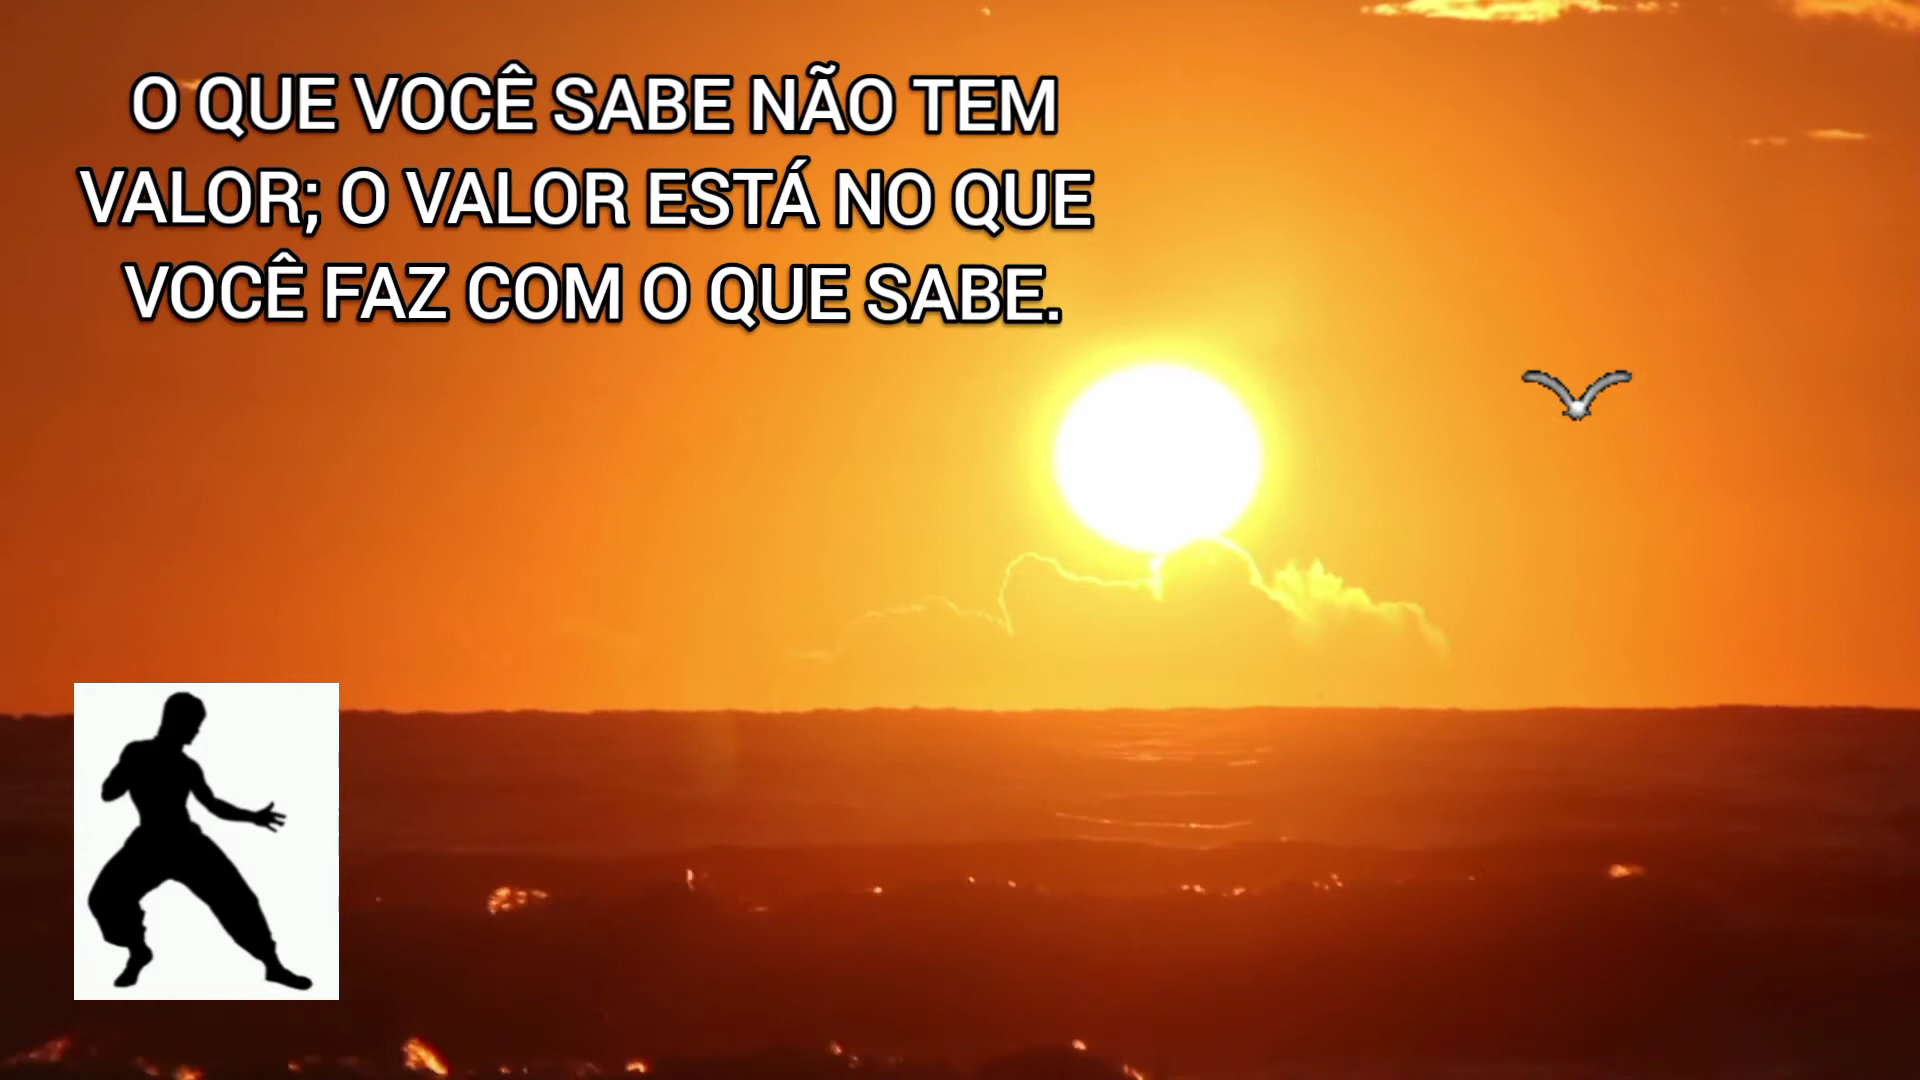 O QUE VOCÊ SABE NÃO TEM
VALOR; O VALOR ESTÁ NO QUE
VOCÊ FAZ COM O QUE SABE.